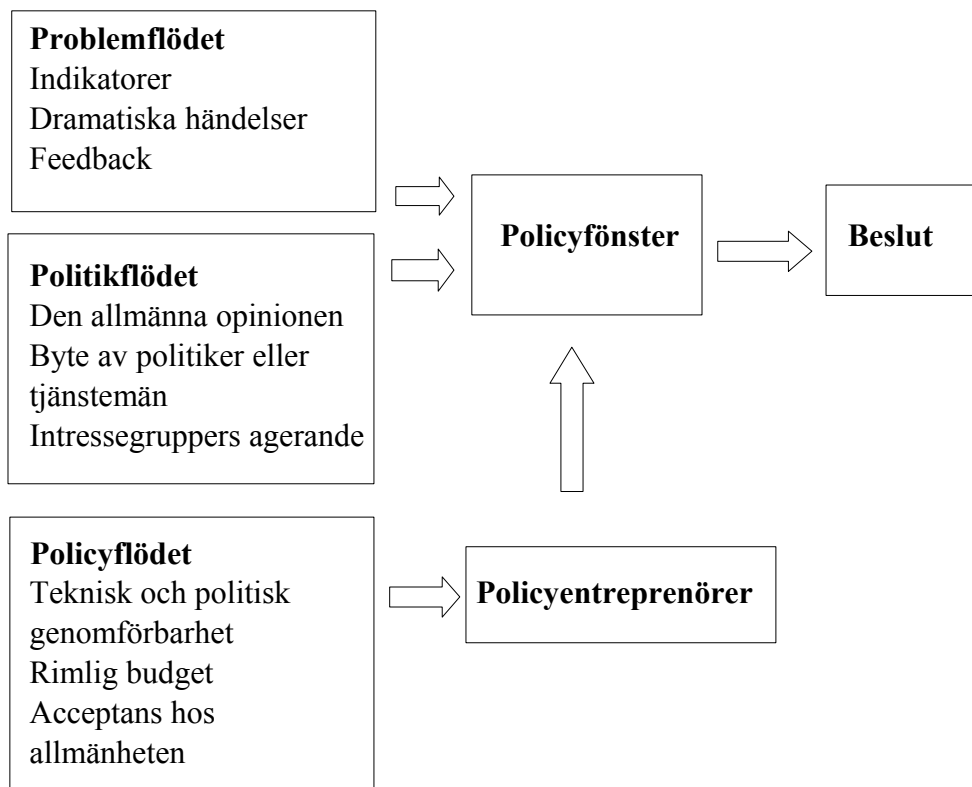 Problemflödet
Indikatorer
Dramatiska händelser
Feedback
Politikflödet
Den allmänna opinionen
Byte av politiker eller
tjänstemän
Intressegruppers agerande
Policyflödet
Teknisk och politisk
genomförbarhet
Rimlig budget
Acceptans hos
allmänheten
Policyfönster
Beslut
Policyentreprenörer